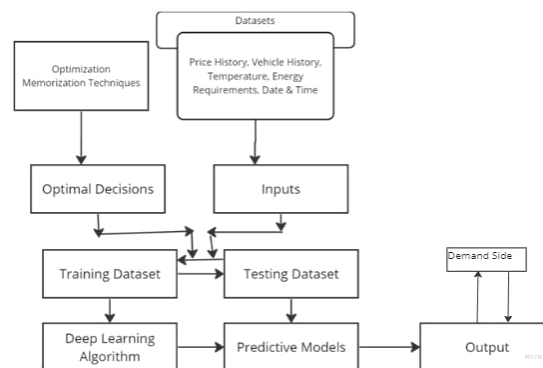 Datasets
Optimization
Memorization Techniques
Price History, Vehicle History,
Temperature, Energy
Requirements, Date & Time
Optimal Decisions
Inputs
Training Dataset
Testing Dataset
Demand Side
Deep Learning
Algorithm
Predictive Models
Output
miro